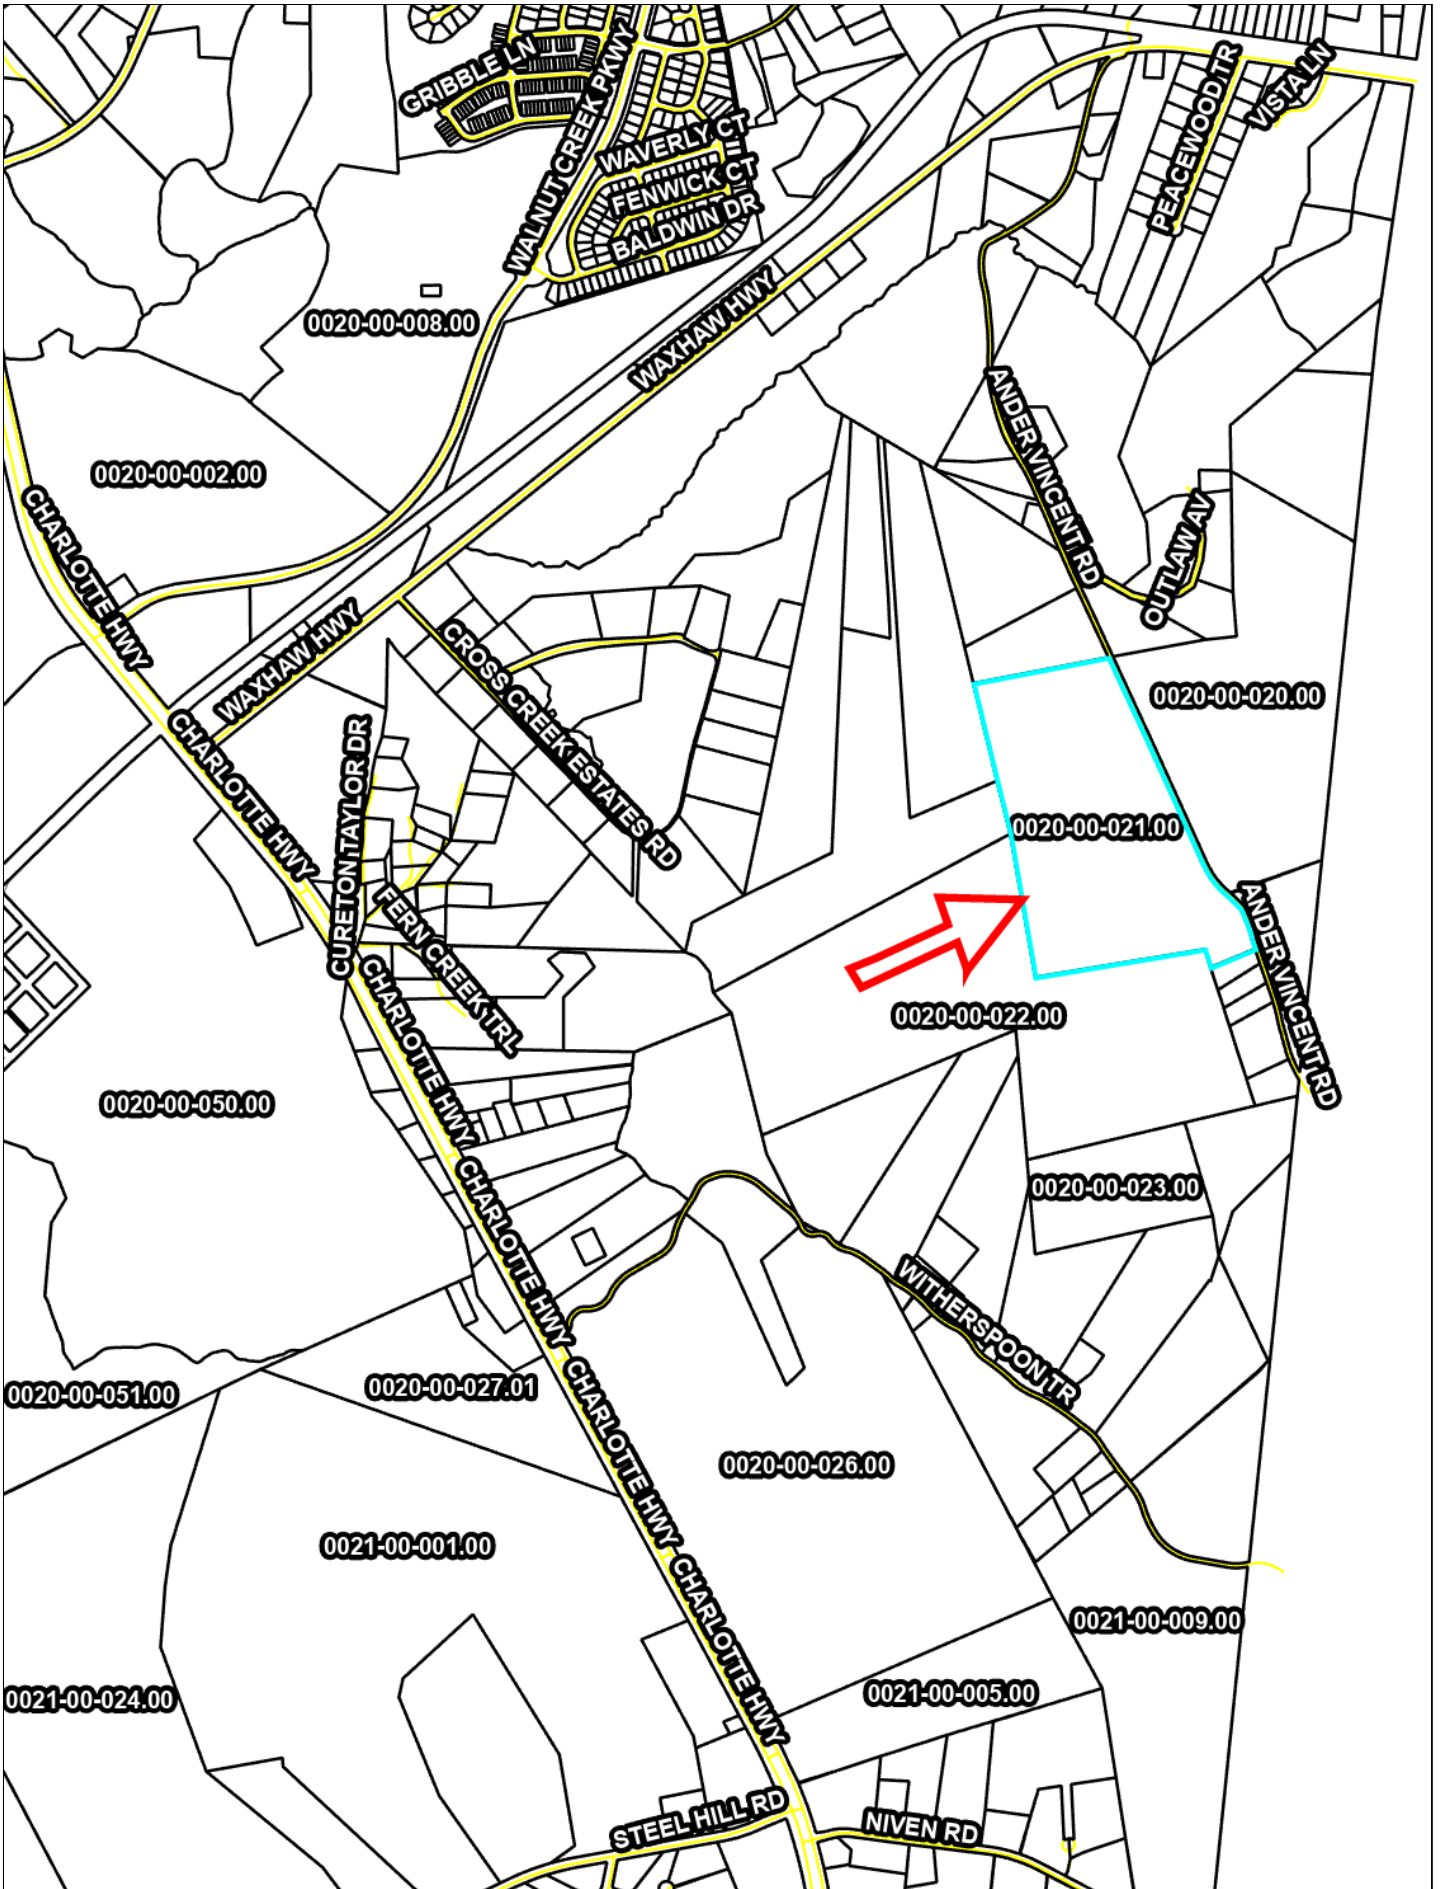 GRIBBLE LN
WALNUT CREEK PKWY
WAVERLY CT
FENWICK CT
BALDWIN DR
PEACEWOOD TR
VISTA LN
0020-00-008.00
WAXHAW HWY
0020-00-002.00
CHARLOTTE HWY
ANDER VINCENT RD
OUTLAW AV
WAXHAW HWY
CROSS CREEK ESTATES RD
0020-00-020.00
CHARLOTTE HWY
CURETON TAYLOR DR
0020-00-021.00
FERN CREEK TRL
ANDER VINCENT RD
CHARLOTTE HWY
0020-00-022.00
0020-00-050.00
CHARLOTTE HWY
0020-00-023.00
WITHERSPOON TR
0020-00-051.00
0020-00-027.01
CHARLOTTE HWY
0020-00-026.00
0021-00-001.00
CHARLOTTE HWY
0021-00-009.00
0021-00-024.00
0021-00-005.00
STEEL HILL RD
NIVEN RD